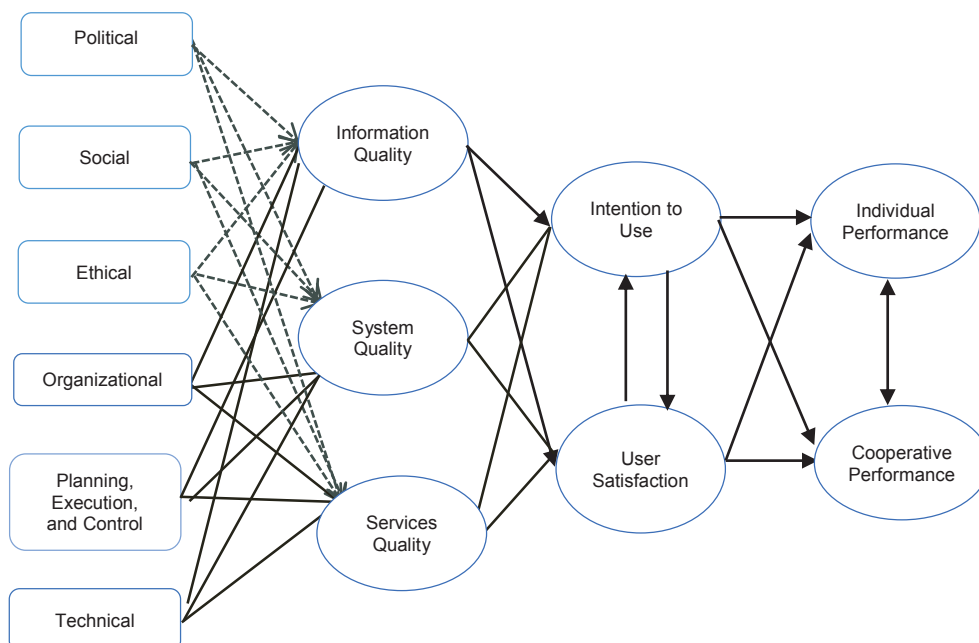 Political
Social
Ethical
Organizational
Planning,
Execution,
and Control
Technical
Information
Quality
System
Quality
Services
Quality
Intention to
Use
User
Satisfaction
Individual
Performance
Cooperative
Performance